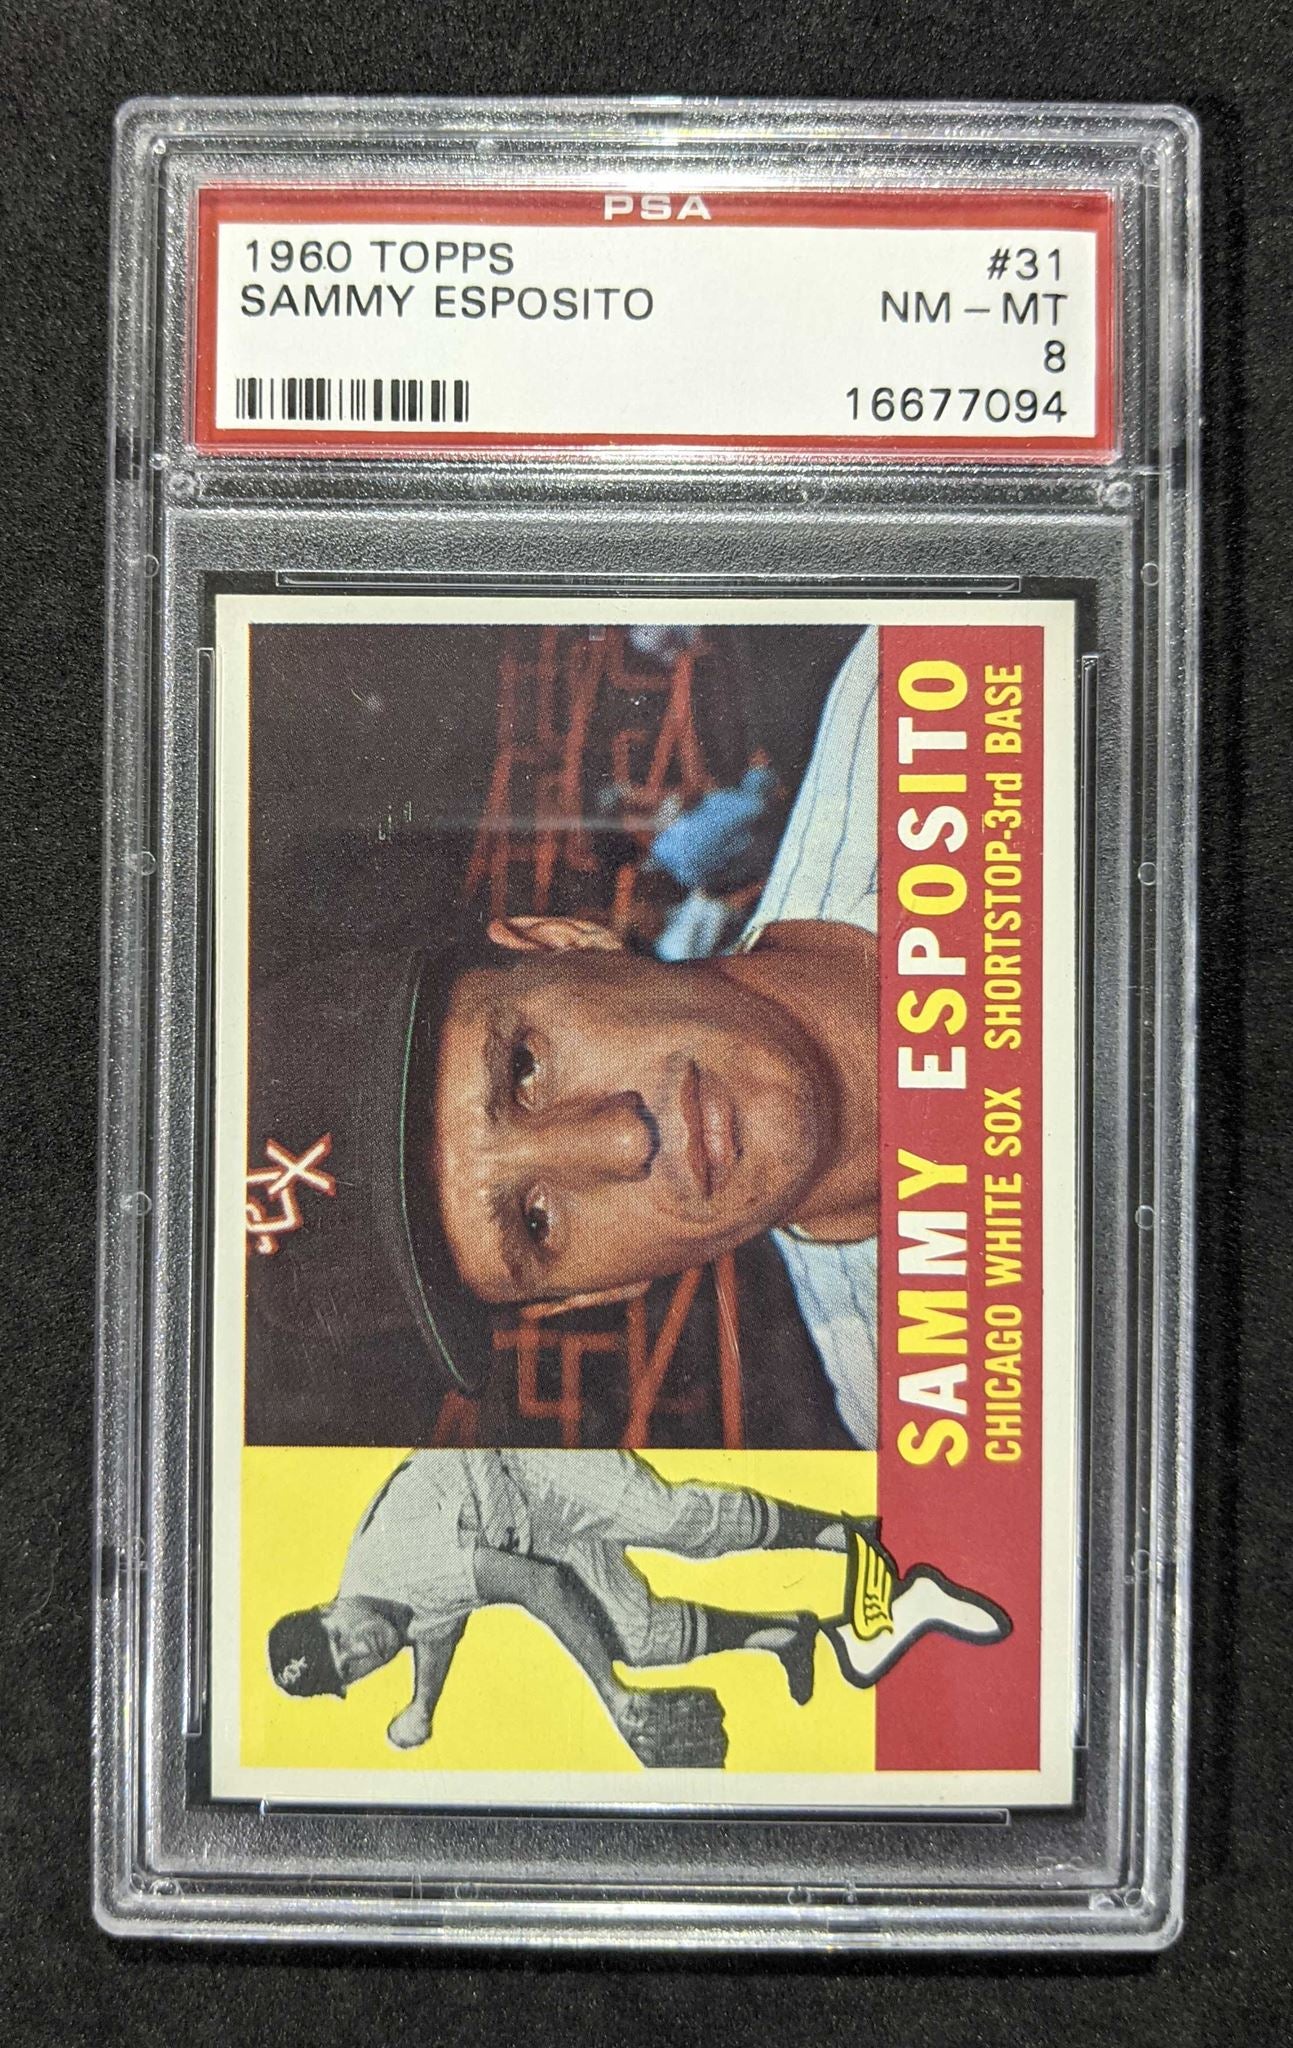 PSA
1960 TOPPS #31
SAMMY ESPOSITO NM - MT
8
16677094
SAMMY ESPOSITO
CHICAGO WHITE SOX SHORTSTOP-3rd BASE